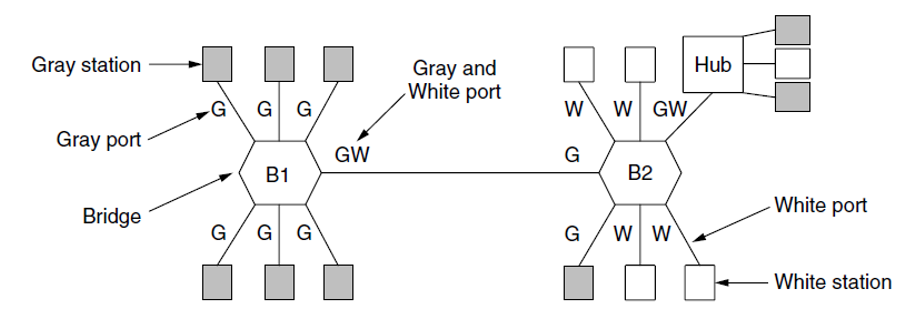 Gray station
Gray port
Bridge
G G G
B1
G G G
GW
Gray and
White port
W W GW
Hub
G
B2
G W W
White port
White station